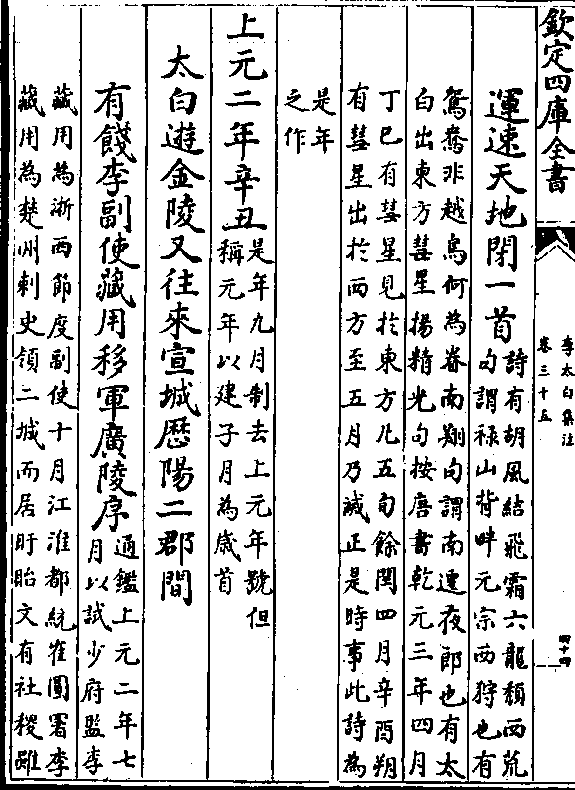 欽定四庫全書
李太白集注
卷三十五
四十四
運速天地閉一首
詩有胡風結飛霜六龍頹西荒
句謂祿山背畔元宗西狩也有
鴛鴦非越鳥何為眷南翔句謂南遷夜郎也有太
白出東方彗星揚精光句按唐書乾元三年四月
丁巳有彗星見於東方凡五旬餘閏四月辛酉朔
有彗星出於西方至五月乃滅正是時事此詩為
是年
之作
上元二年辛丑
是年九月制去上元年號但
稱元年以建子月為歲首
太白遊金陵又往來宣城厯陽二郡間
有餞李副使藏用移軍廣陵序
通鑑上元二年七
月以試少府監李
藏用為浙西節度副使十月江淮都統崔圓署李
藏用為楚州刺史領二城而居盱眙文有社稷雖